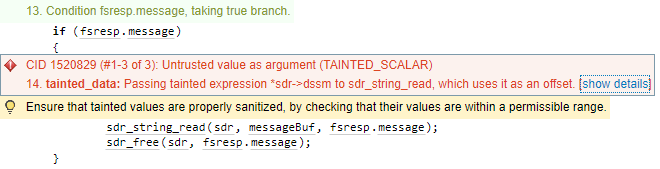 13. Condition fsresp.message, taking true branch.
if (fsresp.message)
{
CID 1520829 (#1-3 of 3): Untrusted value as argument (TAINTED_SCALAR)
14. tainted_data: Passing tainted expression *sdr->dssm to sdr_string_read, which uses it as an offset. [show details]
Ensure that tainted values are properly sanitized, by checking that their values are within a permissible range.
sdr_string_read(sdr, messageBuf, fsresp.message);
sdr_free(sdr, fsresp.message);
}